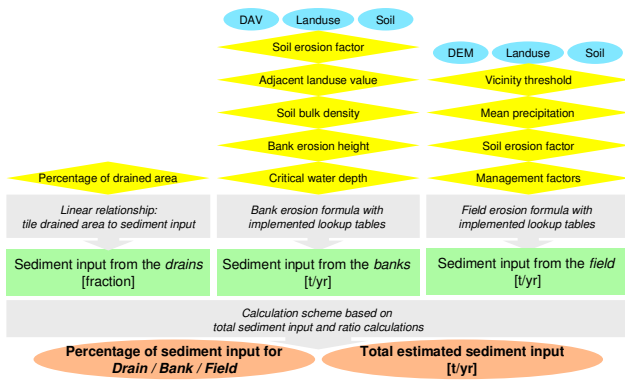 DAV Landuse Soil
Soil erosion factor
Adjacent landuse value
Soil bulk density
Bank erosion height
Critical water depth
DEM Landuse Soil
Vicinity threshold
Mean precipitation
Soil erosion factor
Management factors
Percentage of drained area
Linear relationship:
tile drained area to sediment input
Bank erosion formula with
implemented lookup tables
Field erosion formula with
implemented lookup tables
Sediment input from the drains
[fraction]
Sediment input from the banks
[t/yr]
Sediment input from the field
[t/yr]
Calculation scheme based on
total sediment input and ratio calculations
Percentage of sediment input for
Drain / Bank / Field
Total estimated sediment input
[t/yr]